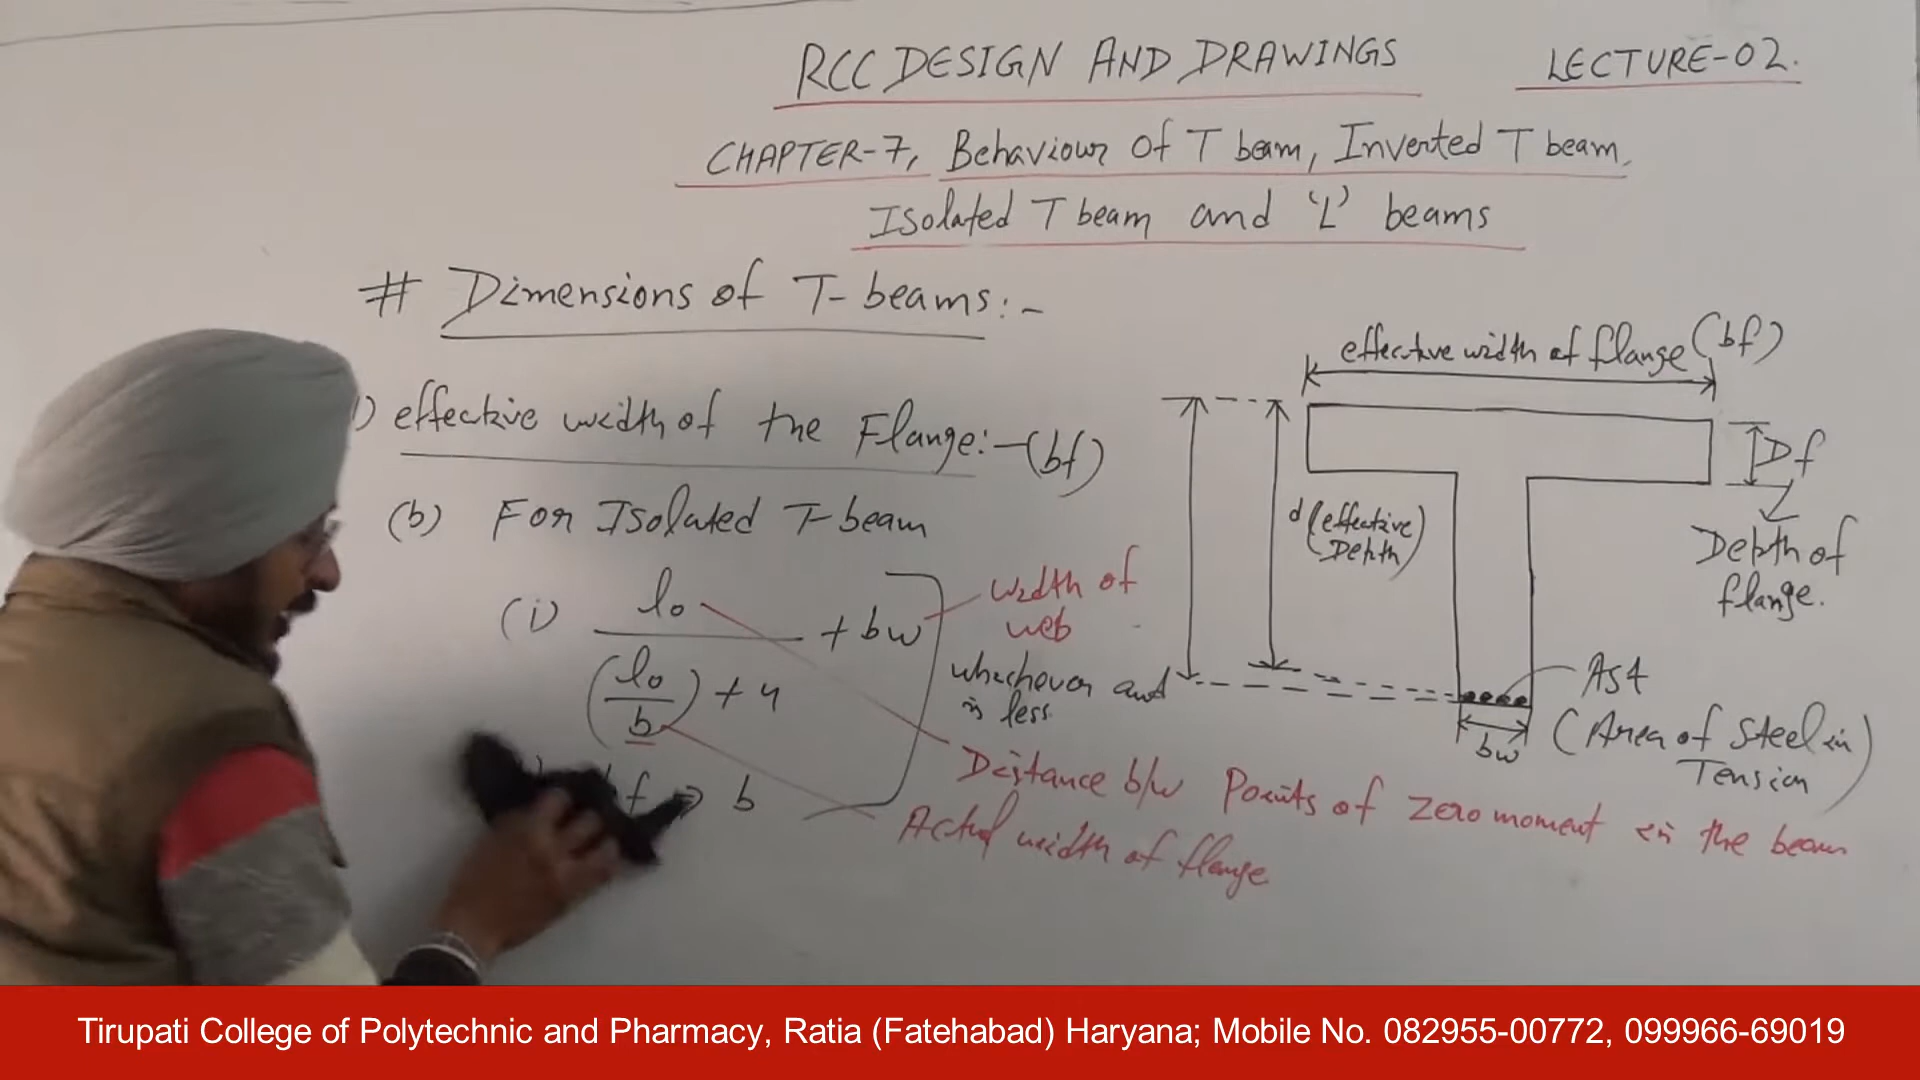 RCC DESIGN AND DRAWINGS LECTURE-02.
CHAPTER-7, Behaviour Of T beam, Inverted T beam,
Isolated T beam and 'L' beams
# Dimensions of T-beams:-
1) effective width of the Flange:-(bf)
(b) For Isolated T-beam
(i) lo
+ bw
(lo/b) + 4
f => b
width of
web
whichever and
is less.
Distance b/w Points of zero moment in the beam
Actual width of flange
effective width of flange (bf)
d (effective
Depth)
Df
Depth of
flange.
Ast
(Area of Steel in
Tension)
bw
Tirupati College of Polytechnic and Pharmacy, Ratia (Fatehabad) Haryana; Mobile No. 082955-00772, 099966-69019